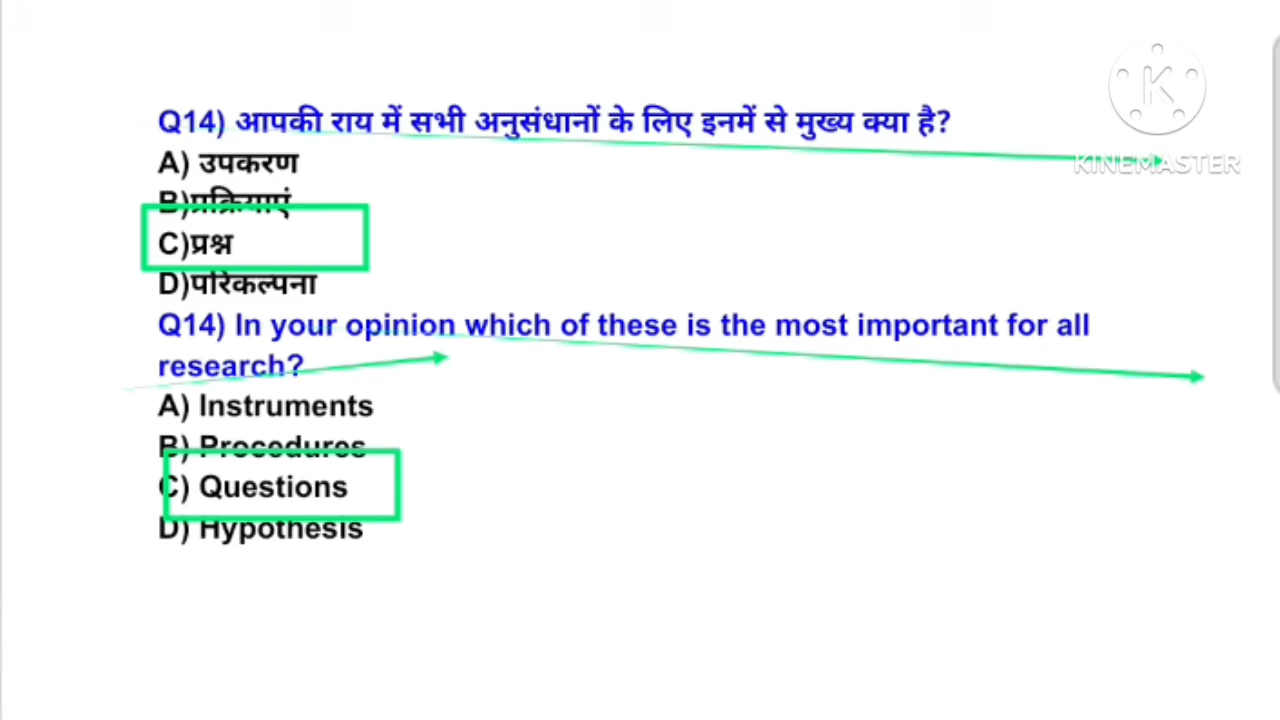 Q14) आपकी राय में सभी अनुसंधानों के लिए इनमें से मुख्य क्या है?
A) उपकरण
B)प्रक्रियाएं
C)प्रश्न
D)परिकल्पना
Q14) In your opinion which of these is the most important for all
research?
A) Instruments
B) Procedures
C) Questions
D) Hypothesis
K
KINEMASTER